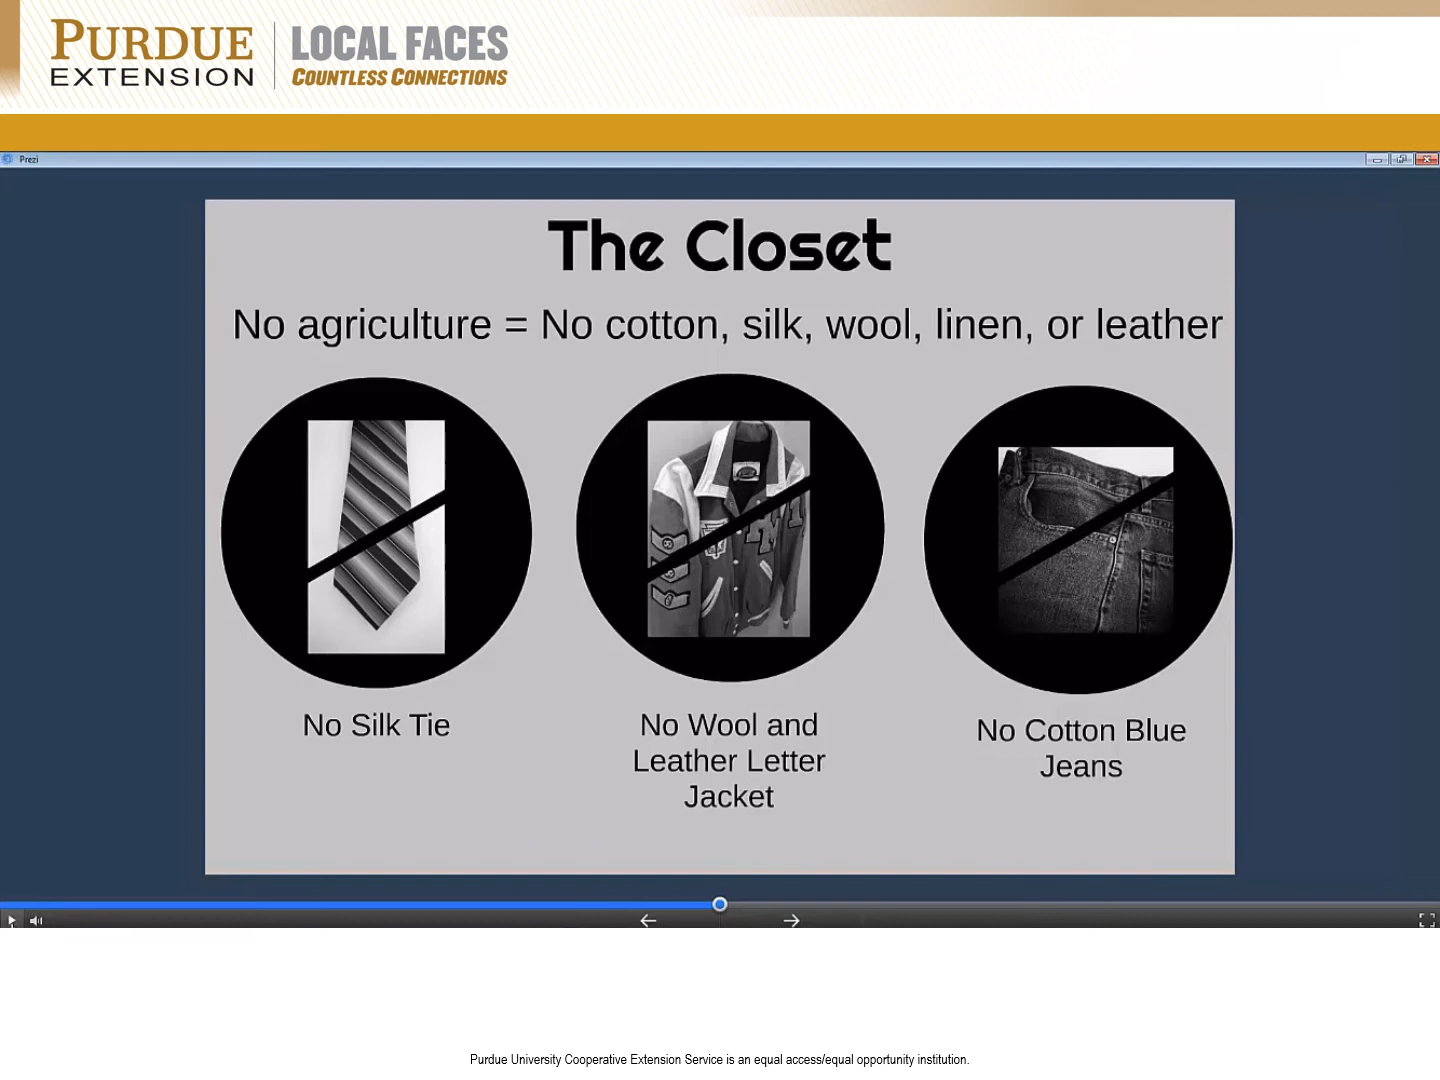 PURDUE
EXTENSION
LOCAL FACES
COUNTLESS CONNECTIONS
Prezi
The Closet
No agriculture = No cotton, silk, wool, linen, or leather
No Silk Tie
No Wool and
Leather Letter
Jacket
No Cotton Blue
Jeans
Purdue University Cooperative Extension Service is an equal access/equal opportunity institution.